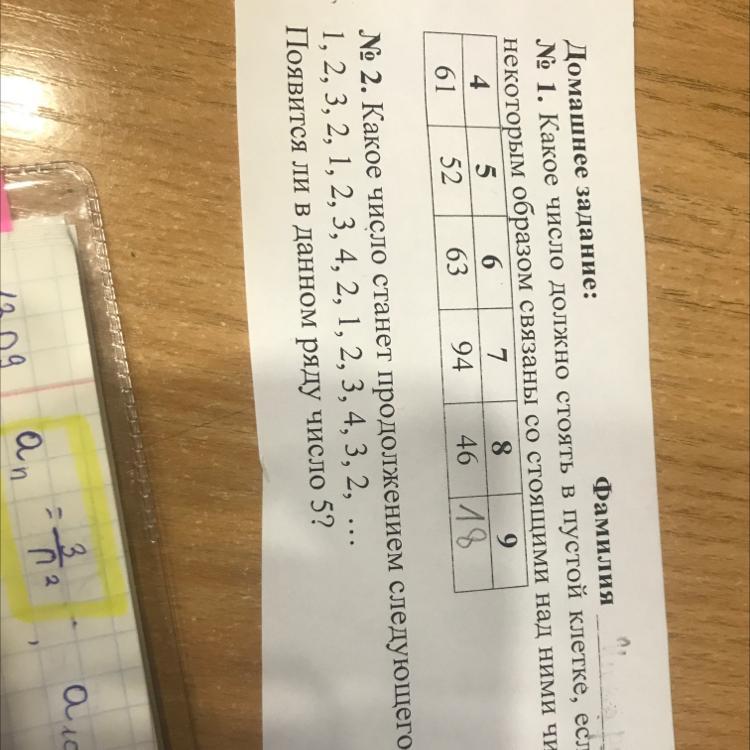 Фамилия
Домашнее задание:
№ 1. Какое число должно стоять в пустой клетке,
некоторым образом связаны со стоящими над ними
4 5 6 7 8 9
61 52 63 94 46 18
№ 2. Какое число станет продолжением следующего
1, 2, 3, 2, 1, 2, 3, 4, 2, 1, 2, 3, 4, 3, 2, …
Появится ли в данном ряду число 5?
aₙ = 3/n² ,